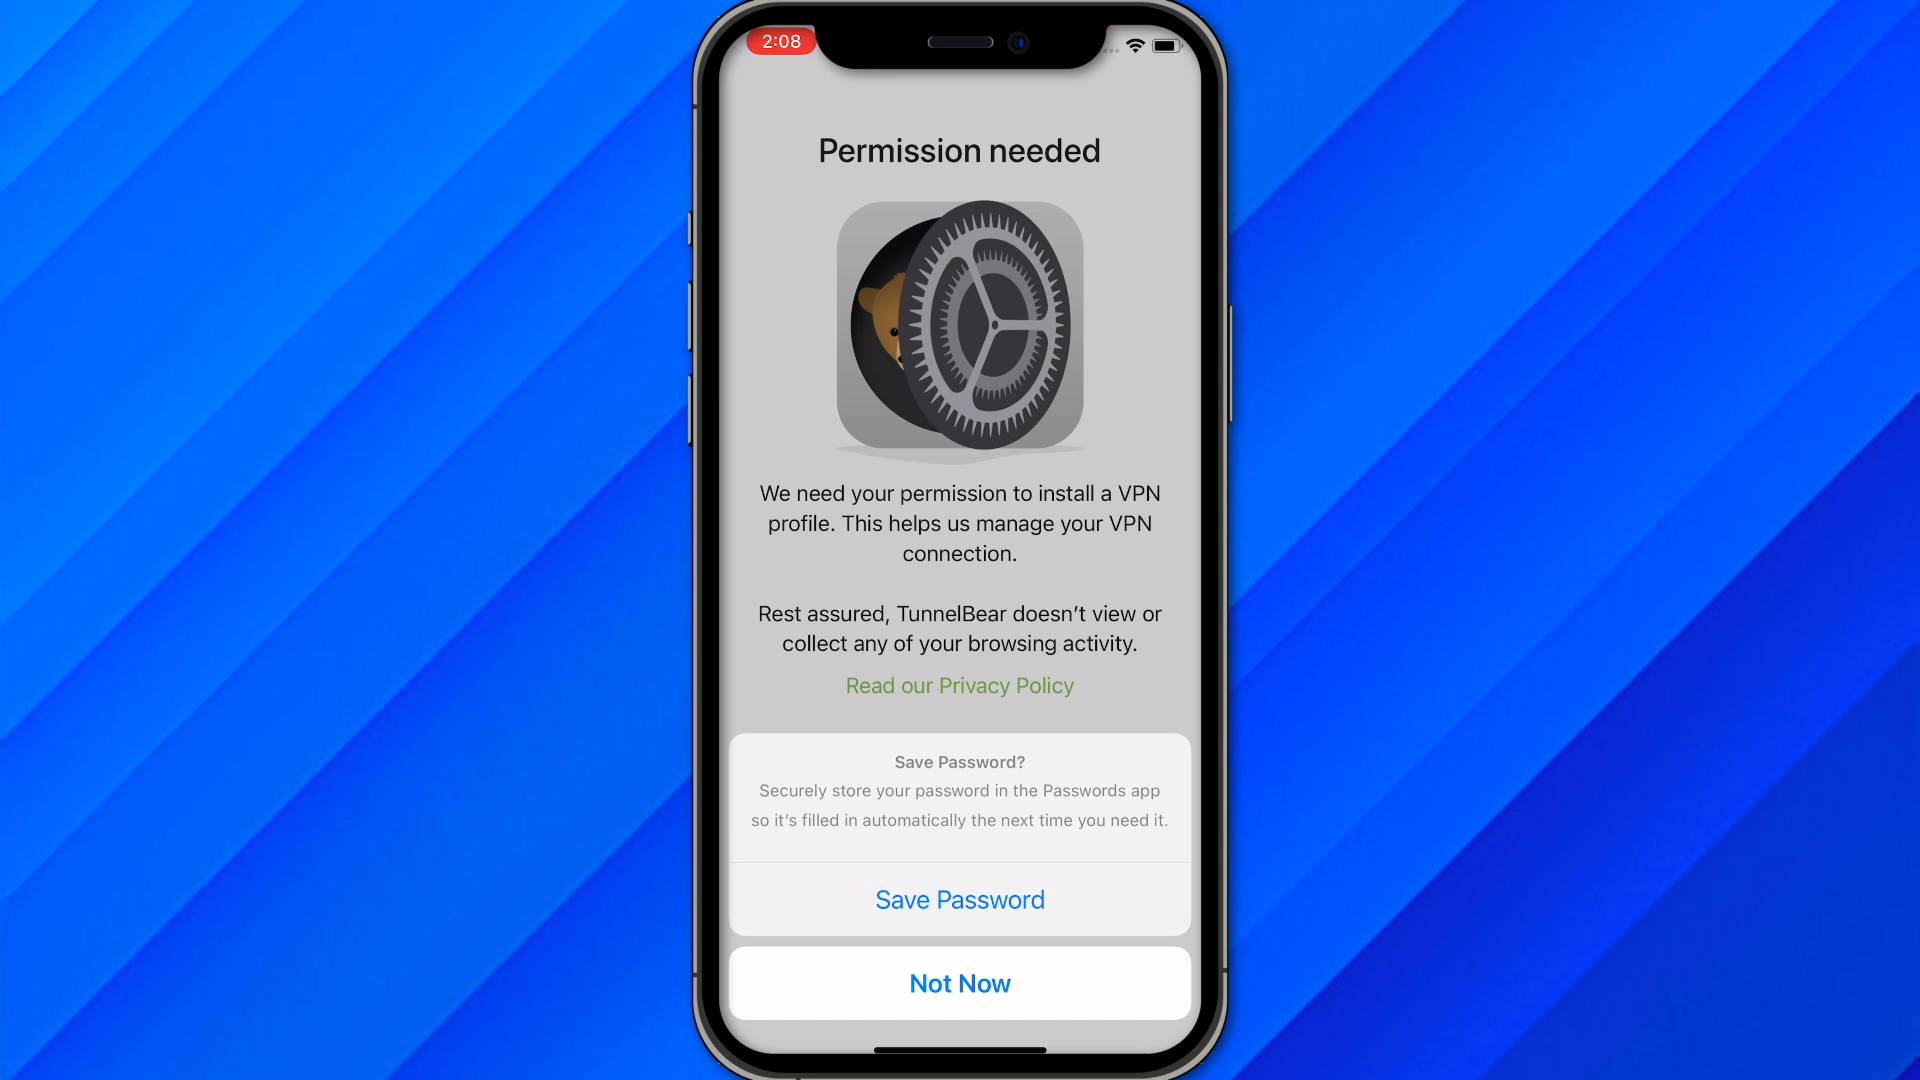 2:08
Permission needed
We need your permission to install a VPN
profile. This helps us manage your VPN
connection.
Rest assured, TunnelBear doesn’t view or
collect any of your browsing activity.
Read our Privacy Policy
Save Password?
Securely store your password in the Passwords app
so it’s filled in automatically the next time you need it.
Save Password
Not Now